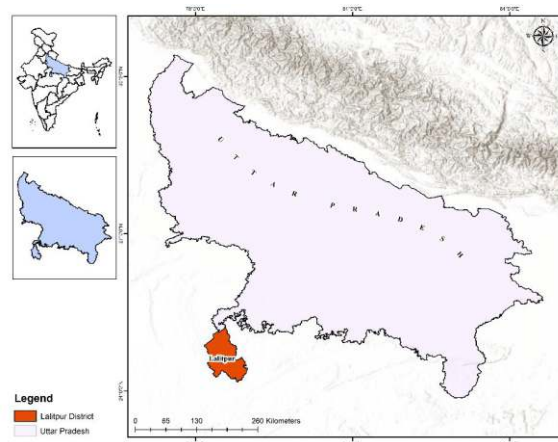 UTTAR PRADESH
Lalitpur
Legend
Lalitpur District
Uttar Pradesh
0 65 130 260 Kilometers